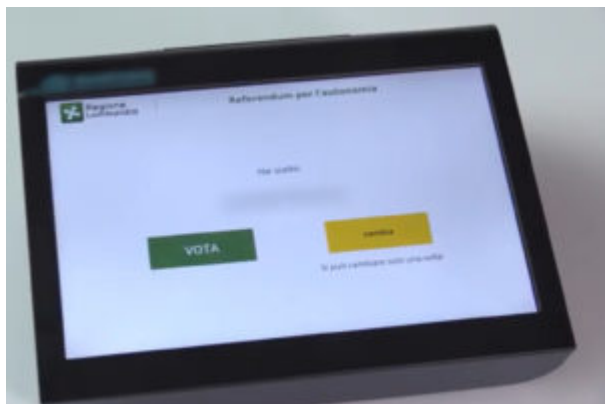 Regione
Lombardia
Referendum per l'autonomia
Hai scelto:
VOTA
cambia
Si può cambiare solo una volta